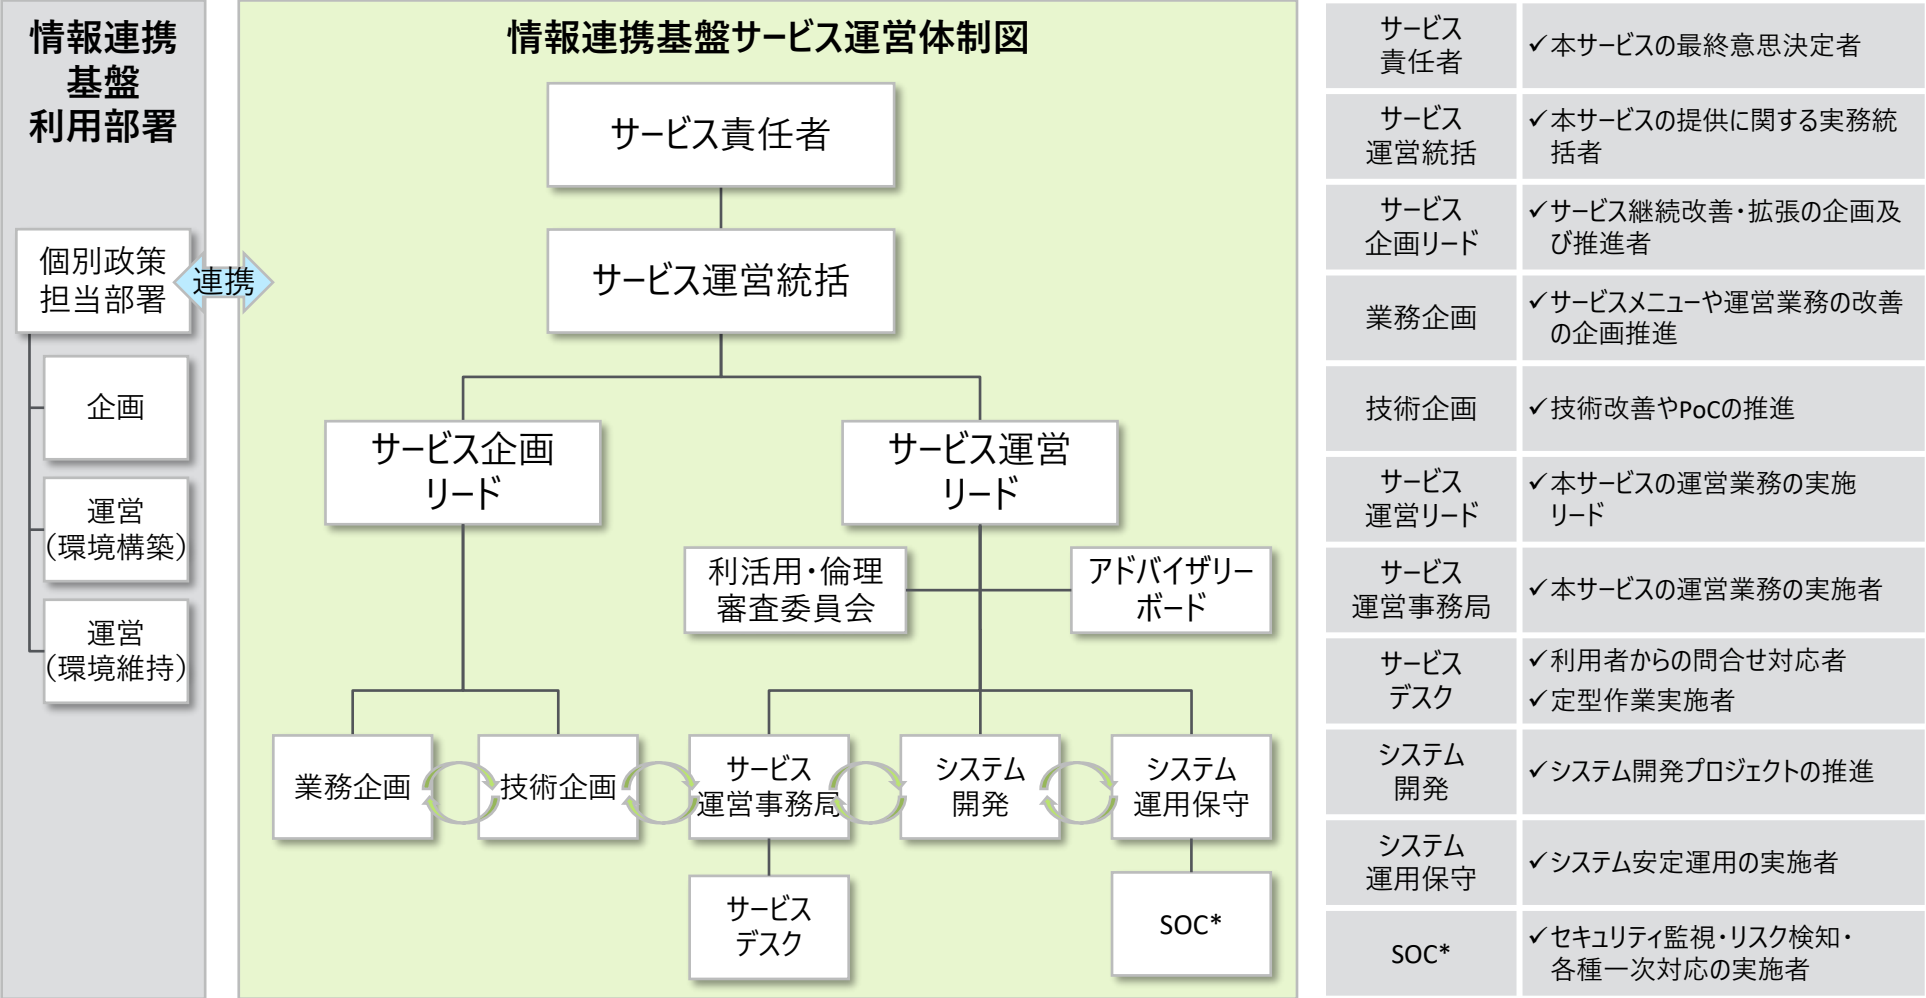 情報連携
基盤
利用部署
個別政策
担当部署
連携
企画
運営
（環境構築）
運営
（環境維持）
情報連携基盤サービス運営体制図
サービス責任者
サービス運営統括
サービス企画
リード
サービス運営
リード
利活用・倫理
審査委員会
アドバイザリー
ボード
業務企画
技術企画
サービス
運営事務局
システム
開発
システム
運用保守
サービス
デスク
SOC*
サービス
責任者
✓本サービスの最終意思決定者
サービス
運営統括
✓本サービスの提供に関する実務統
括者
サービス
企画リード
✓サービス継続改善・拡張の企画及
び推進者
業務企画
✓サービスメニューや運営業務の改善
の企画推進
技術企画
✓技術改善やPoCの推進
サービス
運営リード
✓本サービスの運営業務の実施
リード
サービス
運営事務局
✓本サービスの運営業務の実施者
サービス
デスク
✓利用者からの問合せ対応者
✓定型作業実施者
システム
開発
✓システム開発プロジェクトの推進
システム
運用保守
✓システム安定運用の実施者
SOC*
✓セキュリティ監視・リスク検知・
各種一次対応の実施者